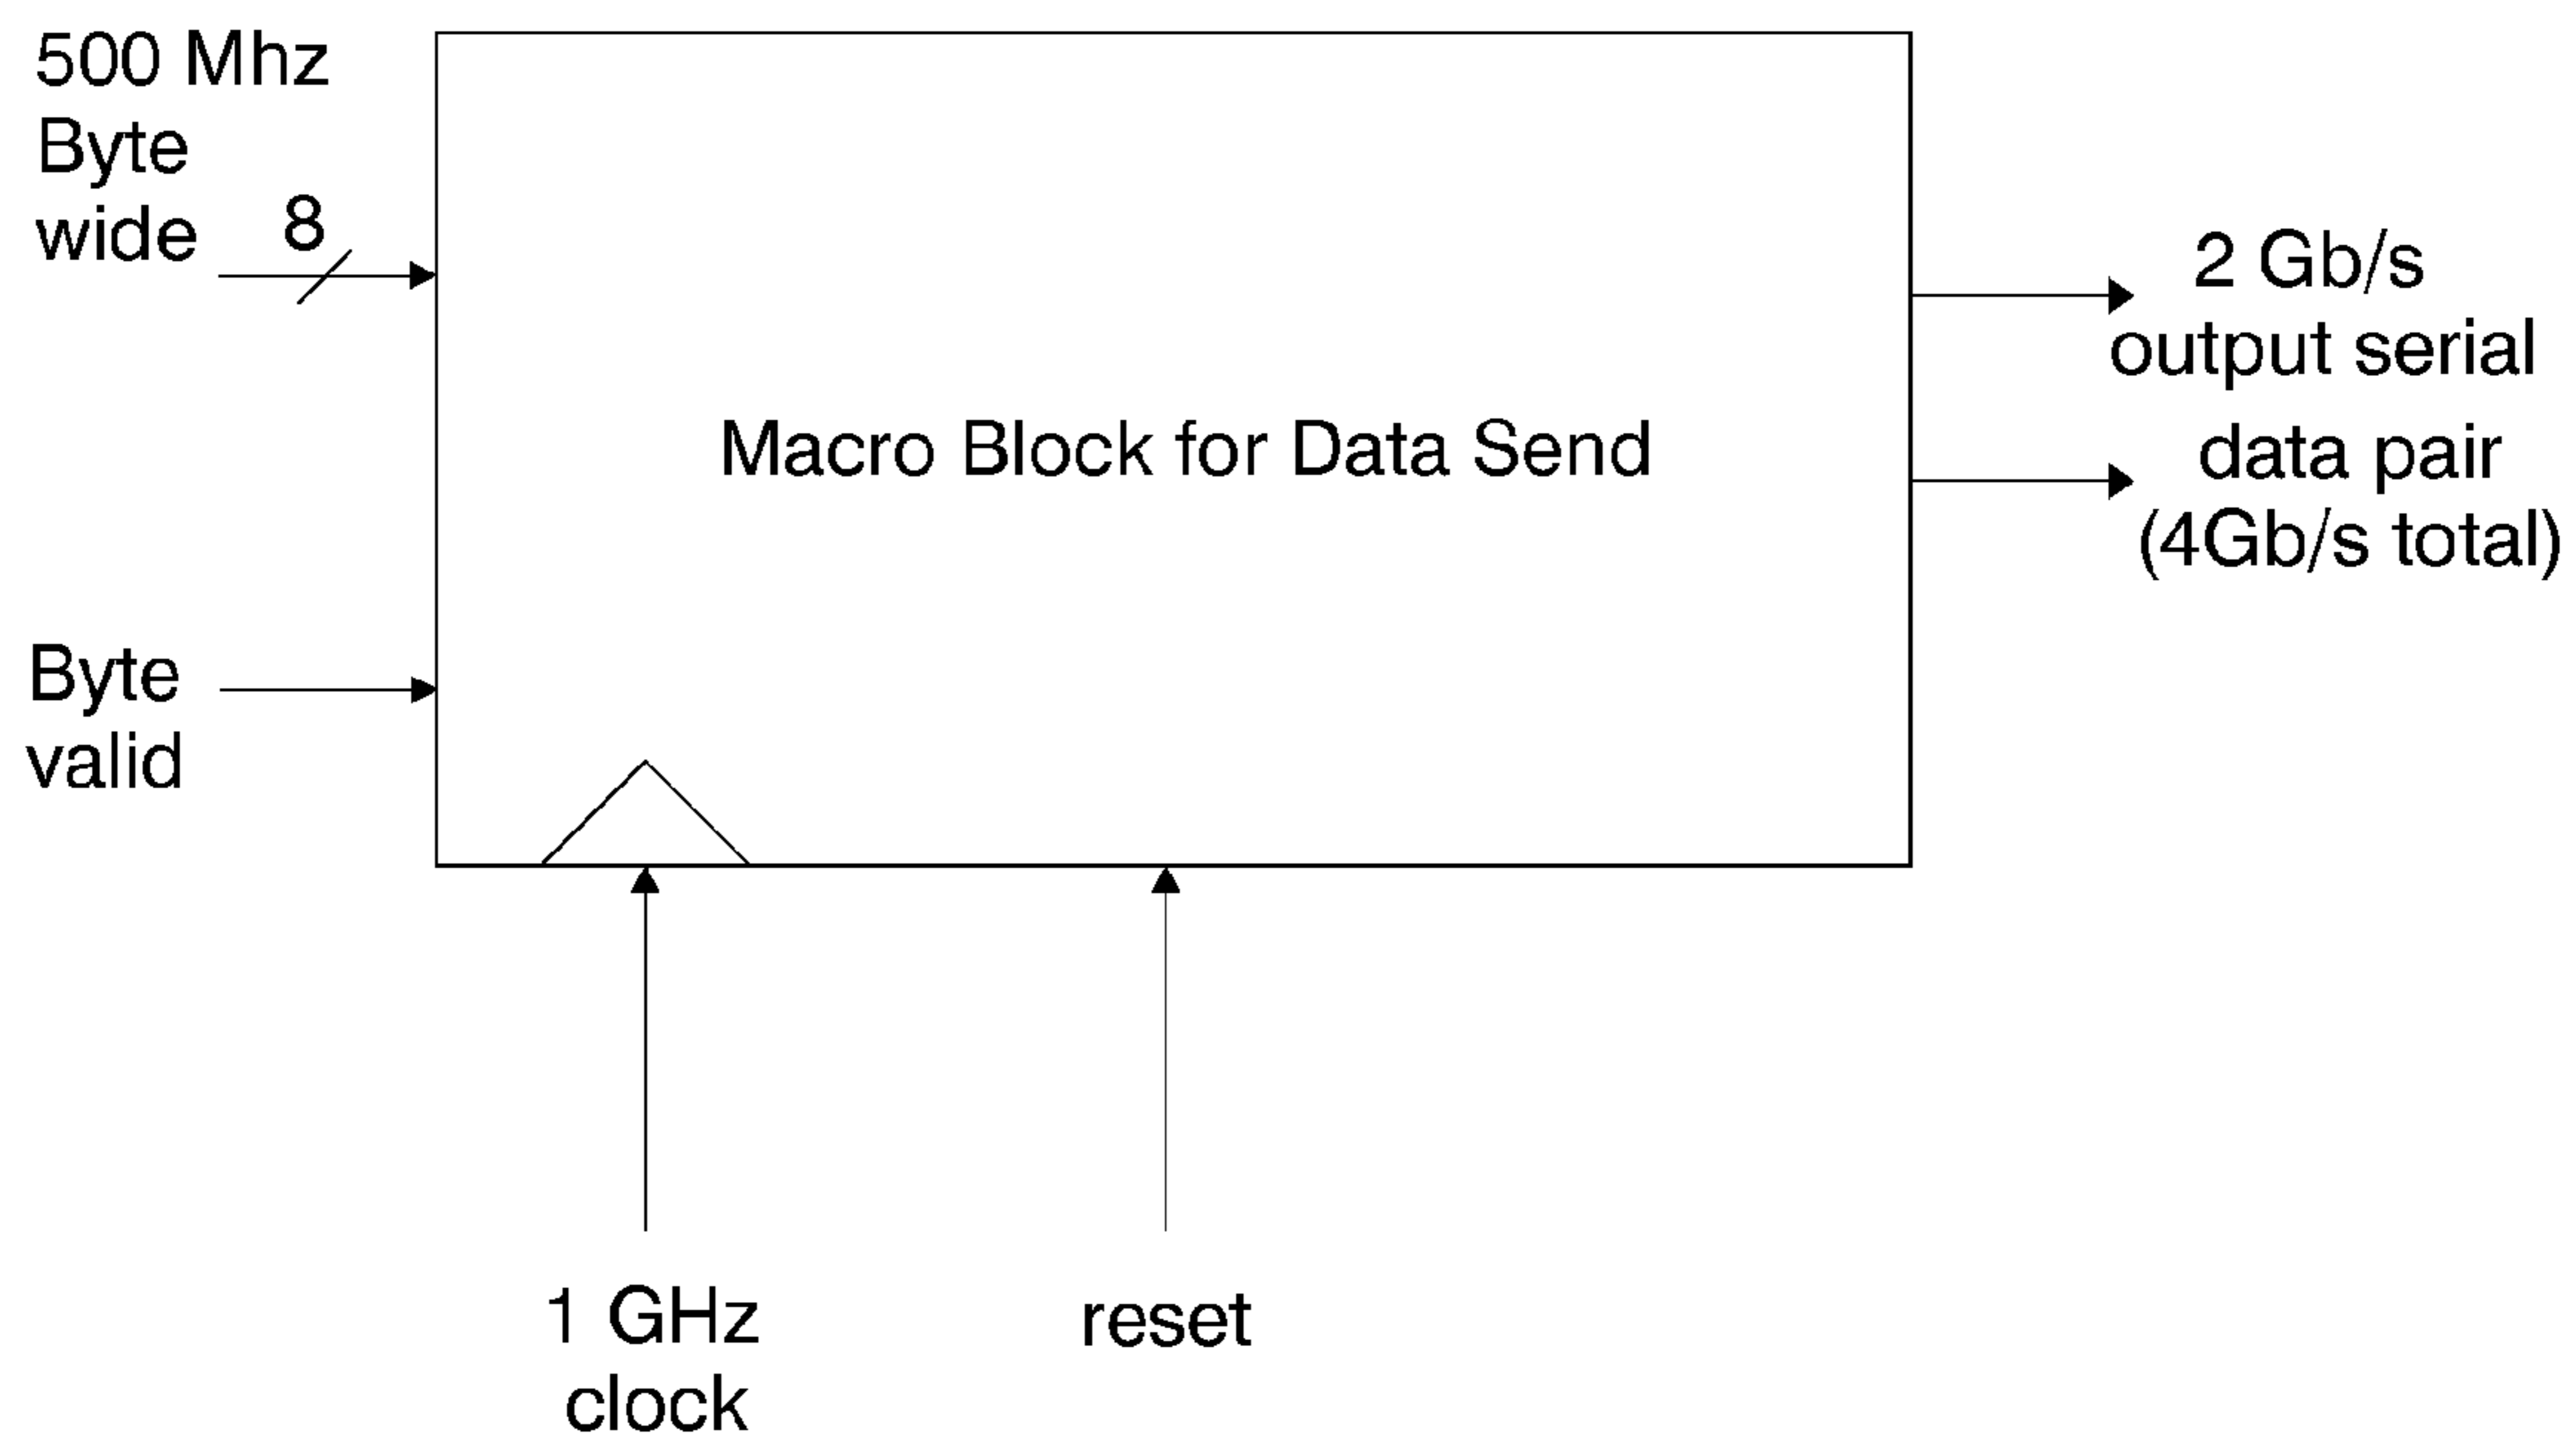 500 Mhz
Byte
wide
8
2 Gb/s
output serial
data pair
(4Gb/s total)
Macro Block for Data Send
Byte
valid
1 GHz
clock
reset